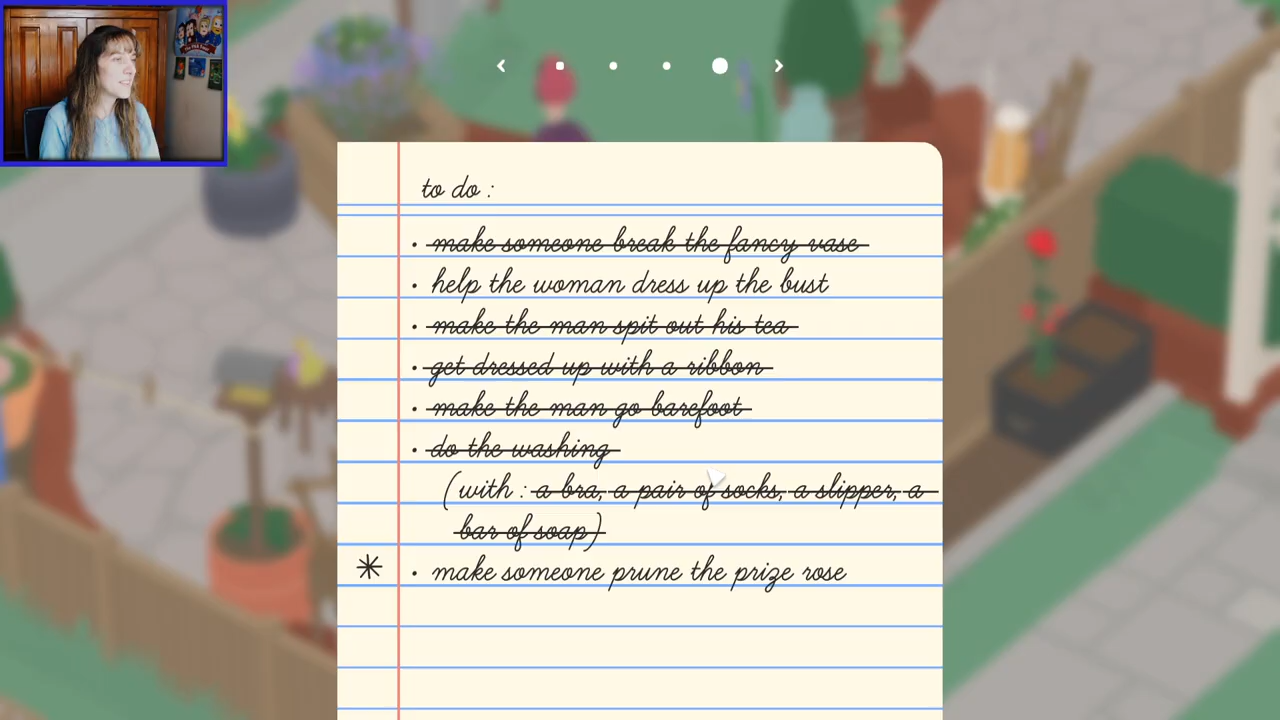 to do :
• make someone break the fancy vase
• help the woman dress up the bust
• make the man spit out his tea
• get dressed up with a ribbon
• make the man go barefoot
• do the washing
(with : a bra, a pair of socks, a slipper, a
bar of soap)
• make someone prune the prize rose